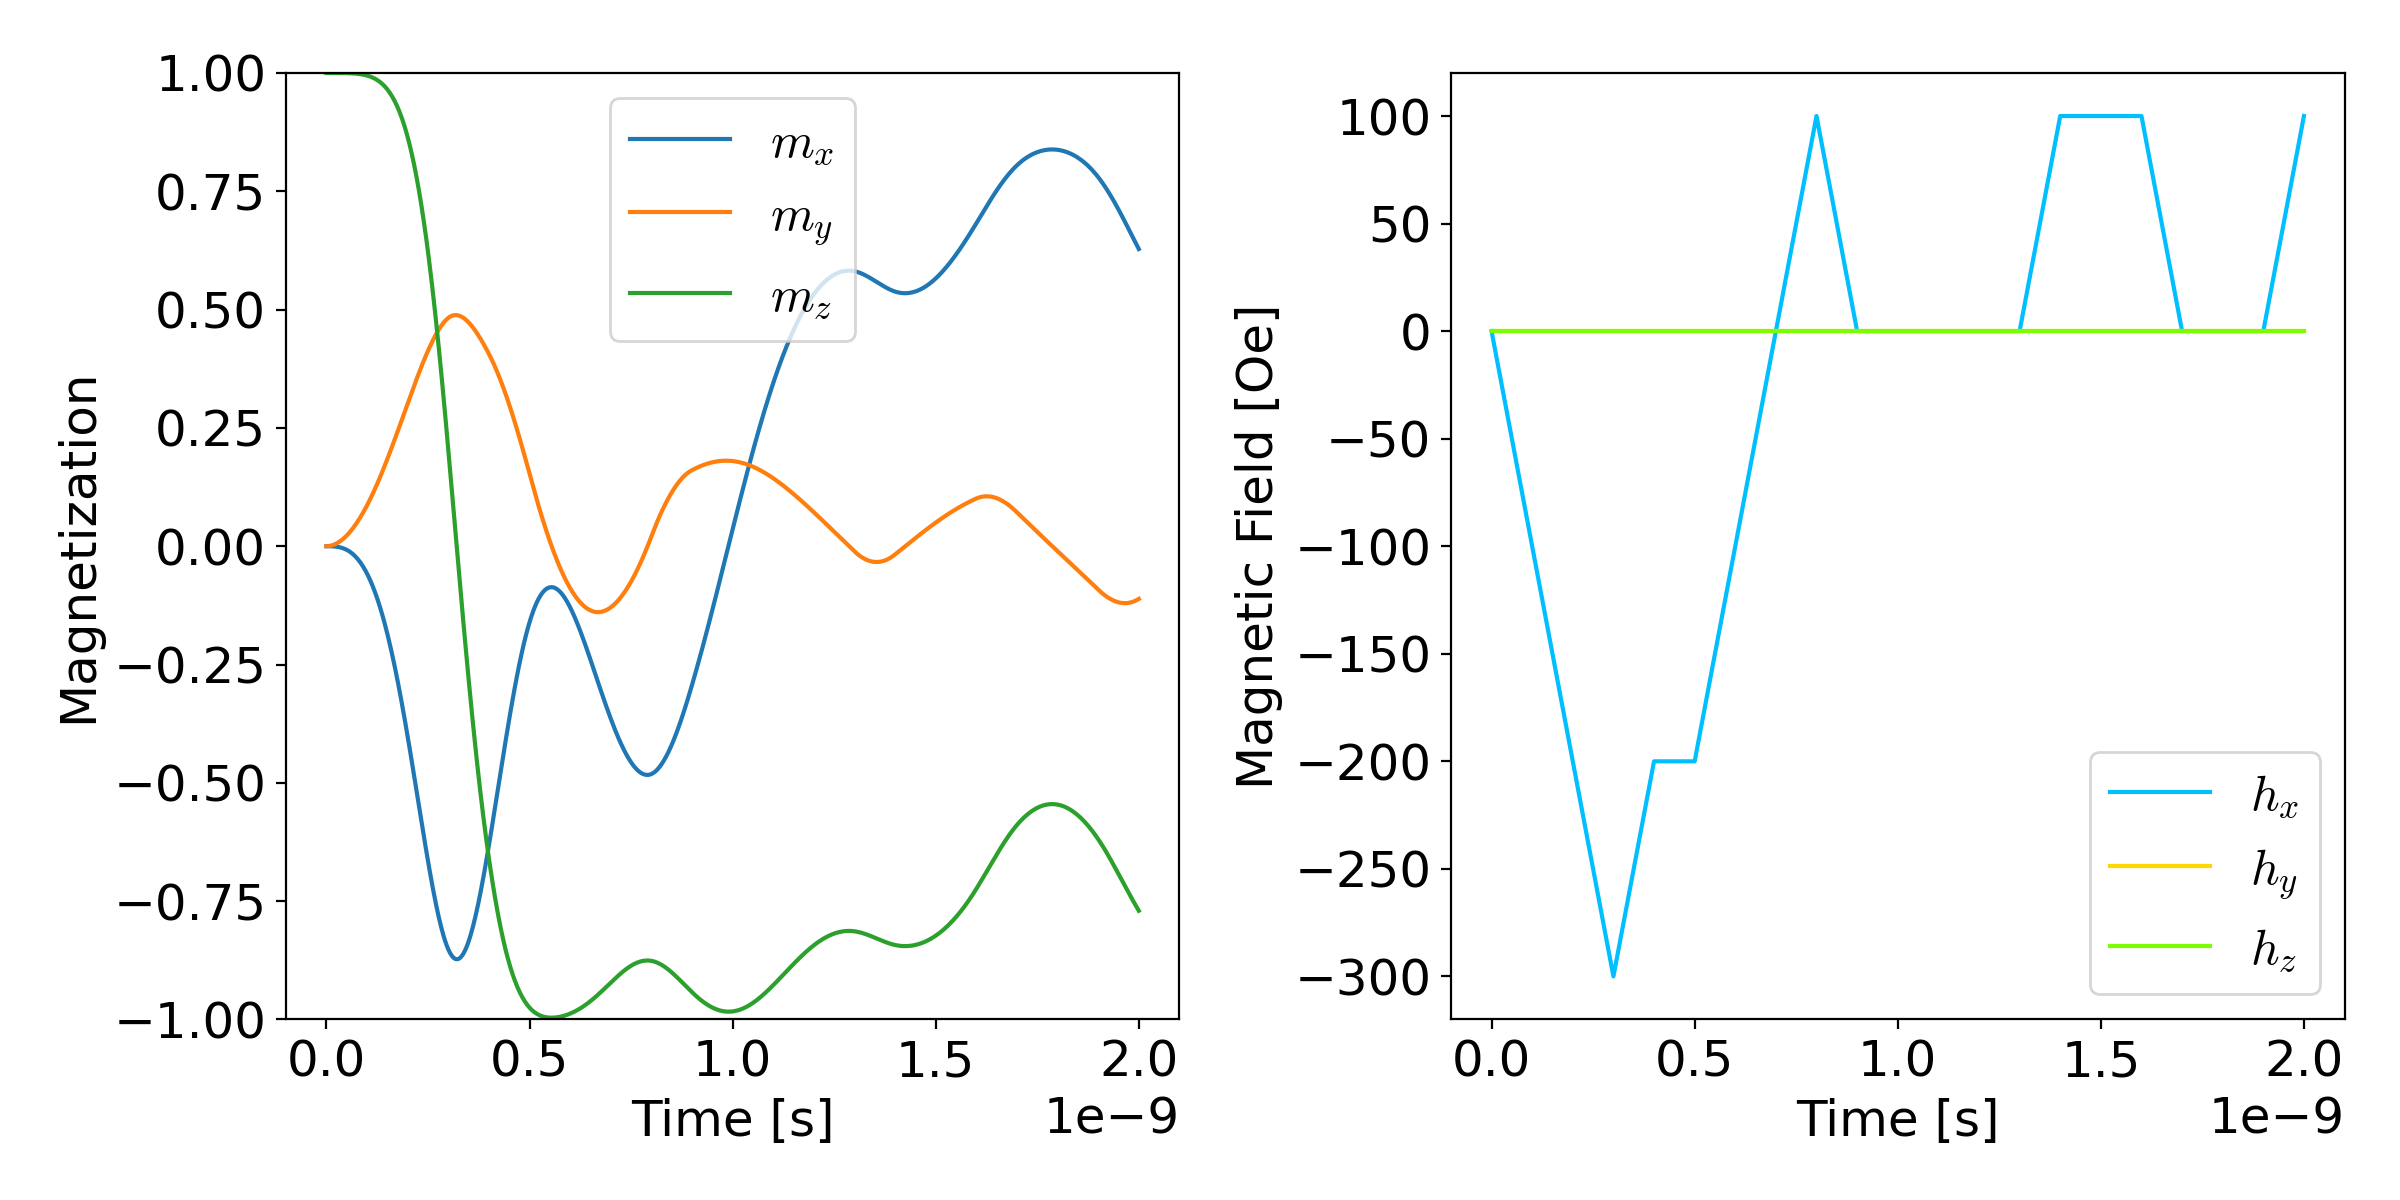 1.00
0.75
0.50
0.25
0.00
−0.25
−0.50
−0.75
−1.00
Magnetization
m_x
m_y
m_z
0.0 0.5 1.0 1.5 2.0
Time [s] 1e−9
100
50
0
−50
−100
−150
−200
−250
−300
Magnetic Field [Oe]
h_x
h_y
h_z
0.0 0.5 1.0 1.5 2.0
Time [s] 1e−9